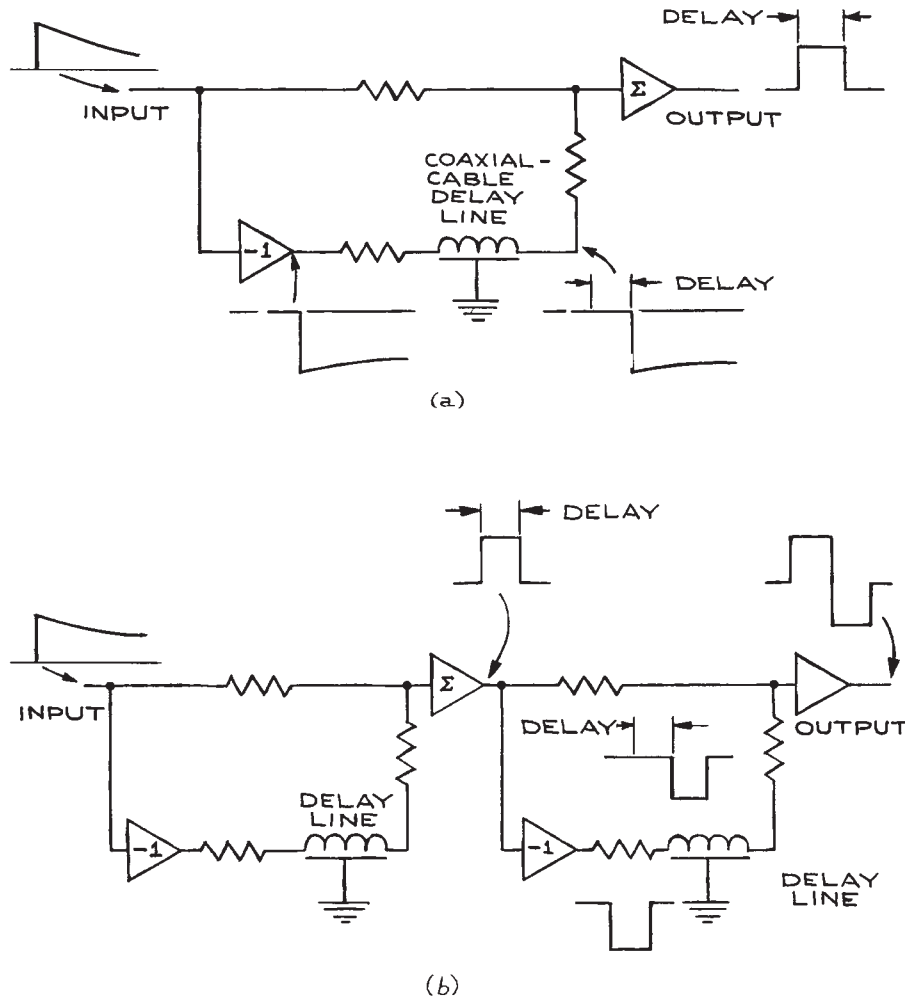 DELAY
INPUT
Σ
OUTPUT
COAXIAL-
CABLE
DELAY
LINE
-1
DELAY
(a)
DELAY
INPUT
Σ
DELAY
OUTPUT
DELAY
LINE
-1
-1
DELAY
LINE
(b)